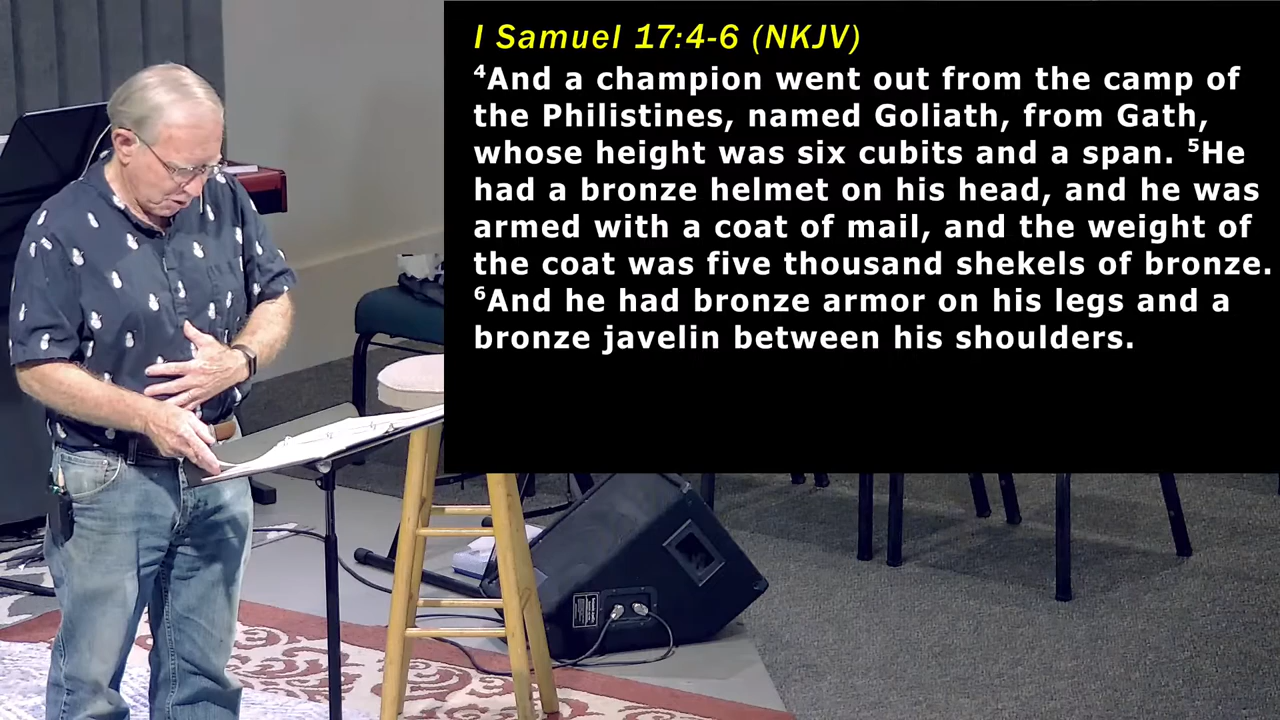 I Samuel 17:4-6 (NKJV)
⁴And a champion went out from the camp of
the Philistines, named Goliath, from Gath,
whose height was six cubits and a span. ⁵He
had a bronze helmet on his head, and he was
armed with a coat of mail, and the weight of
the coat was five thousand shekels of bronze.
⁶And he had bronze armor on his legs and a
bronze javelin between his shoulders.